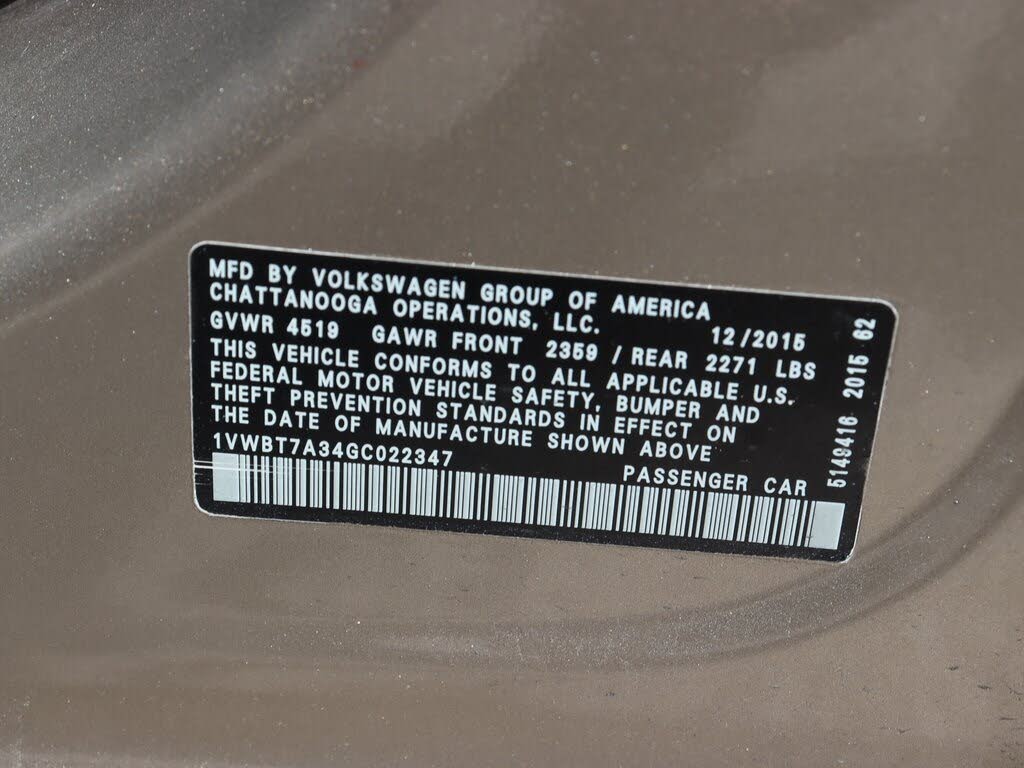 MFD BY VOLKSWAGEN GROUP OF AMERICA
CHATTANOOGA OPERATIONS, LLC. 12/2015
GVWR 4519 GAWR FRONT 2359 / REAR 2271 LBS
THIS VEHICLE CONFORMS TO ALL APPLICABLE U.S.
FEDERAL MOTOR VEHICLE SAFETY, BUMPER AND
THEFT PREVENTION STANDARDS IN EFFECT ON
THE DATE OF MANUFACTURE SHOWN ABOVE
1VWBT7A34GC022347 PASSENGER CAR
5149416 2015 62